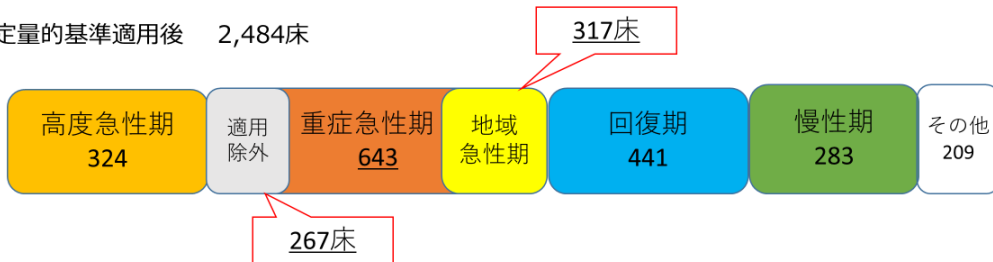 定量的基準適用後 2,484床
317床
高度急性期
324
適用
除外
重症急性期
643
地域
急性期
回復期
441
慢性期
283
その他
209
267床